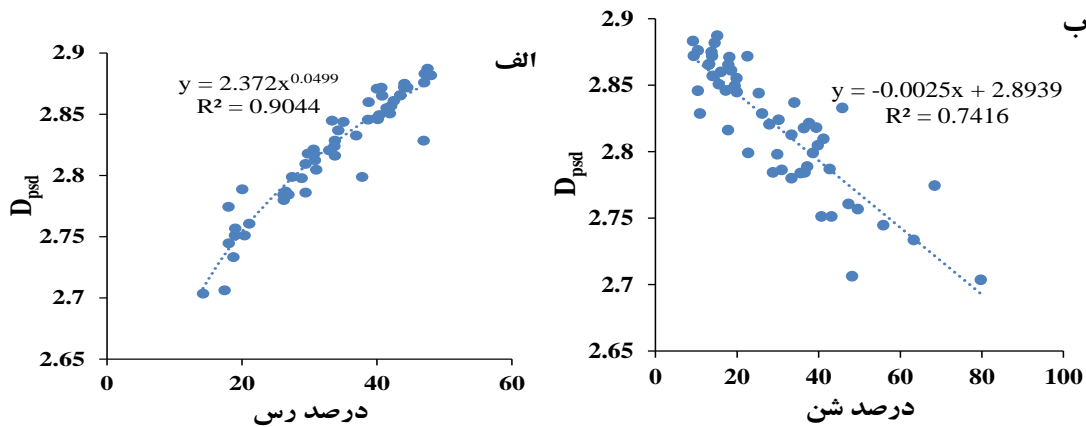 الف
y = 2.372x^0.0499
R² = 0.9044
D_psd
2.9
2.85
2.8
2.75
2.7
2.65
0 20 40 60
درصد رس
ب
y = -0.0025x + 2.8939
R² = 0.7416
D_psd
2.9
2.85
2.8
2.75
2.7
2.65
0 20 40 60 80 100
درصد شن